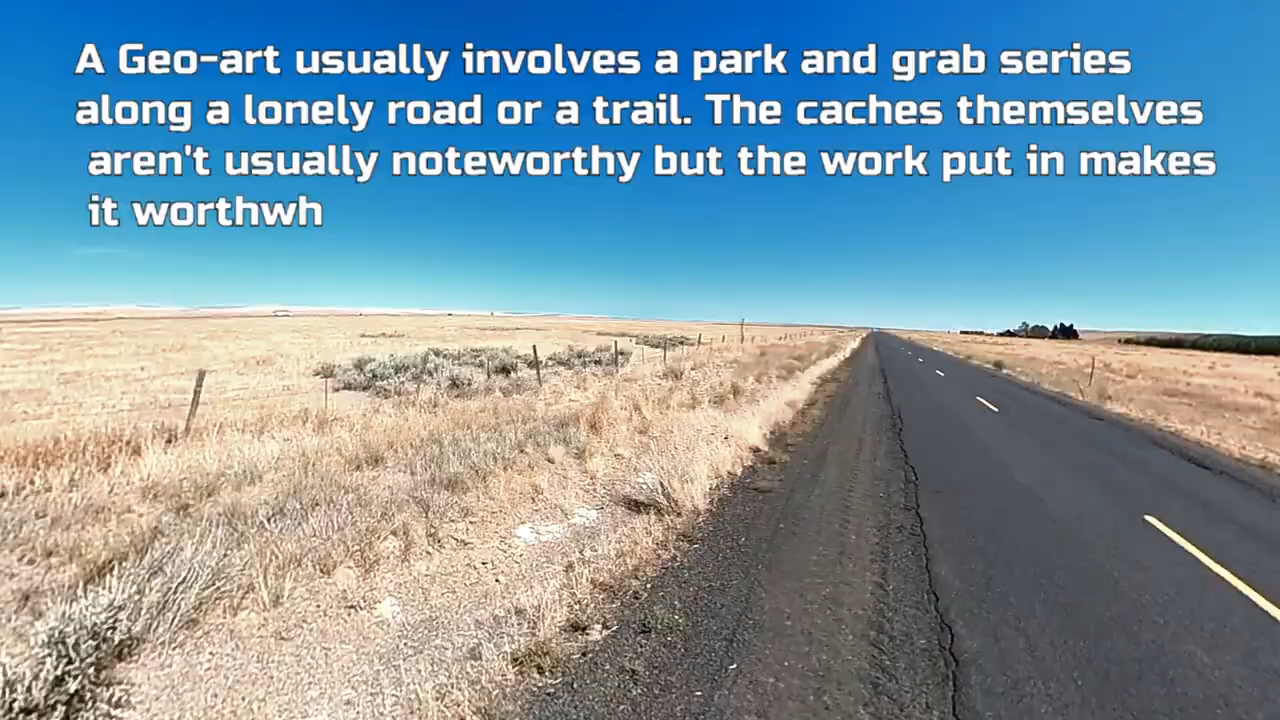 A Geo-art usually involves a park and grab series
along a lonely road or a trail. The caches themselves
aren't usually noteworthy but the work put in makes
it worthwh